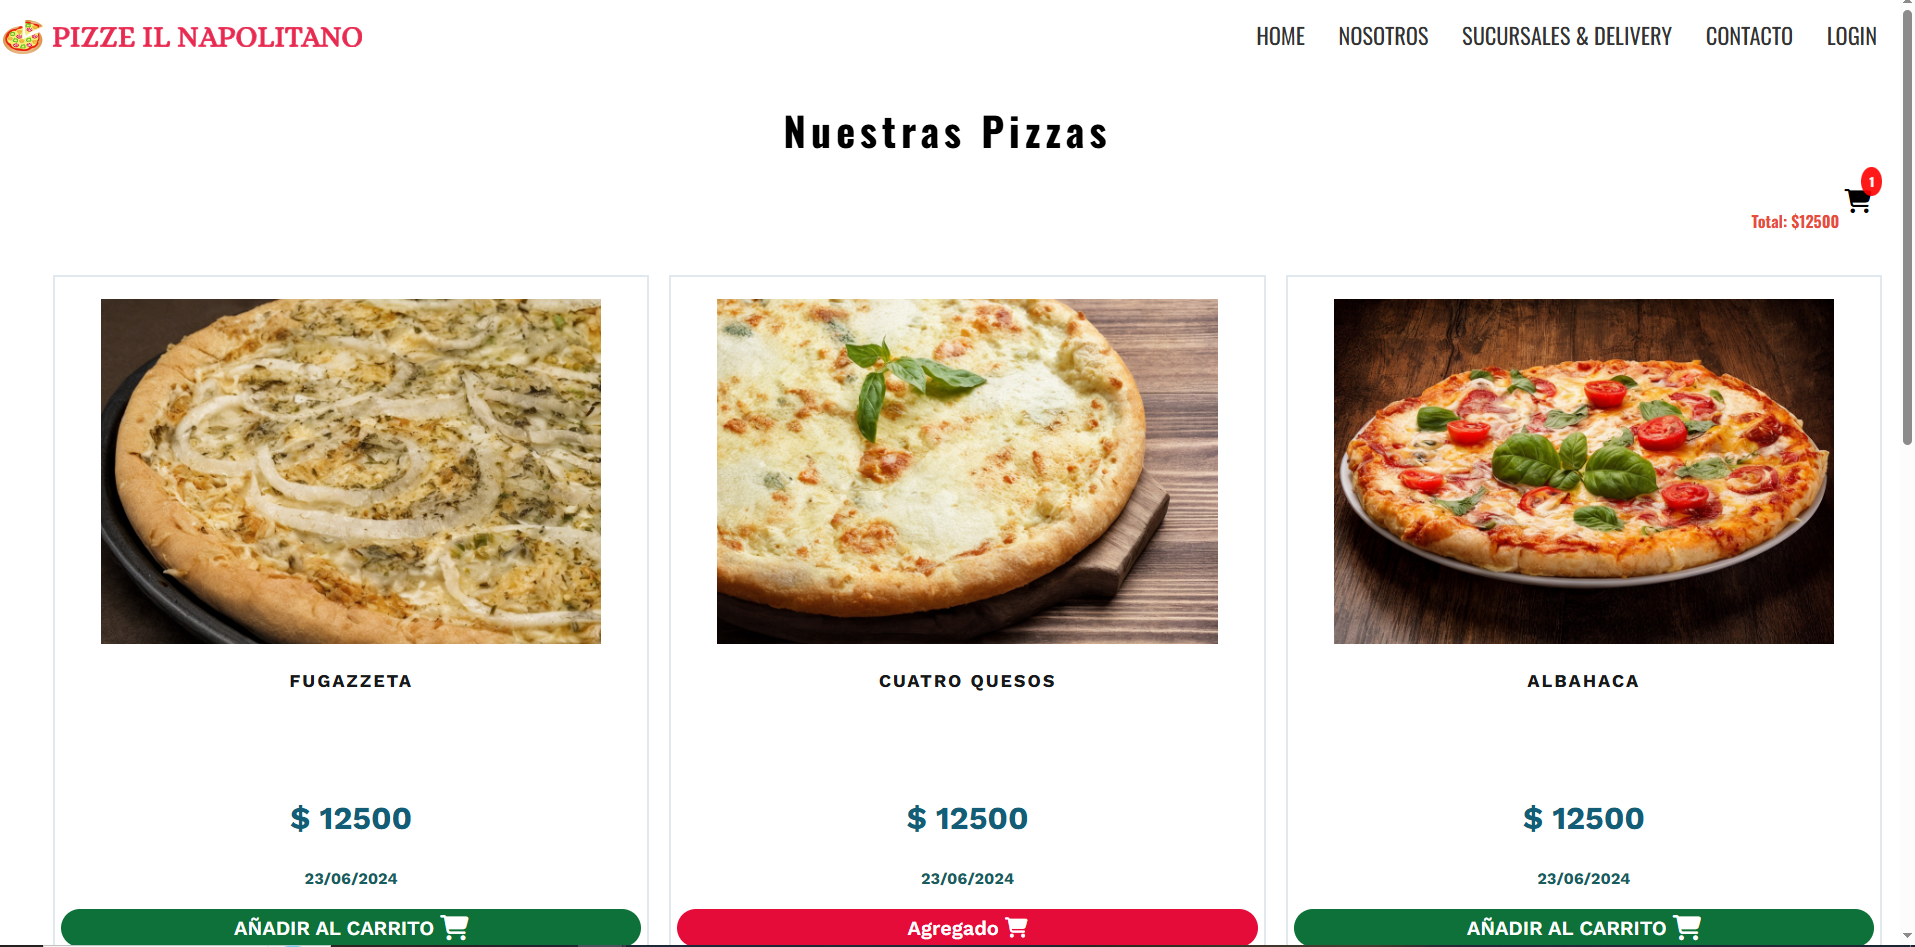 PIZZE IL NAPOLITANO
HOME NOSOTROS SUCURSALES & DELIVERY CONTACTO LOGIN
Nuestras Pizzas
1
Total: $12500
FUGAZZETA
$ 12500
23/06/2024
AÑADIR AL CARRITO
CUATRO QUESOS
$ 12500
23/06/2024
Agregado
ALBAHACA
$ 12500
23/06/2024
AÑADIR AL CARRITO